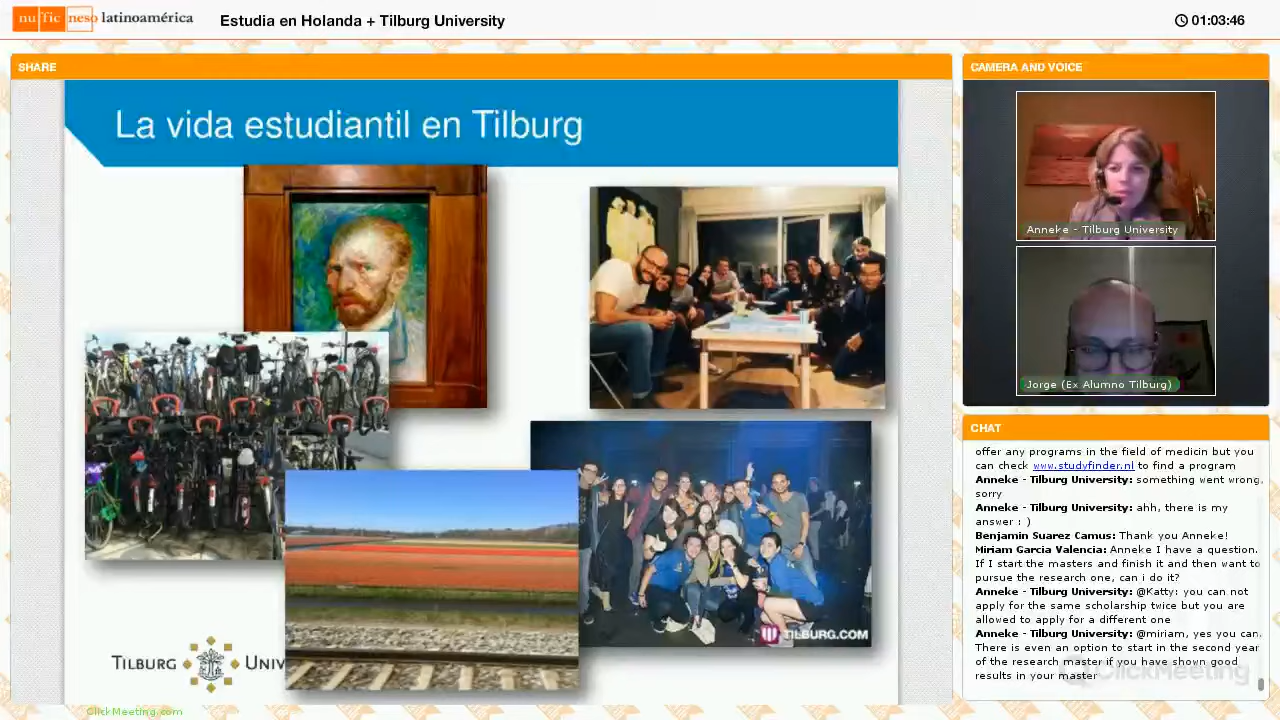 nuffic neso latinoamérica
Estudia en Holanda + Tilburg University
01:03:46
SHARE
La vida estudiantil en Tilburg
TILBURG UNIV
TILBURG.COM
ClickMeeting.com
CAMERA AND VOICE
Anneke - Tilburg University
Jorge (Ex Alumno Tilburg)
CHAT
offer any programs in the field of medicin but you
can check www.studyfinder.nl to find a program
Anneke - Tilburg University: something went wrong,
sorry
Anneke - Tilburg University: ahh, there is my
answer : )
Benjamin Suarez Camus: Thank you Anneke!
Miriam Garcia Valencia: Anneke I have a question.
If I start the masters and finish it and then want to
pursue the research one, can i do it?
Anneke - Tilburg University: @Katty: you can not
apply for the same scholarship twice but you are
allowed to apply for a different one
Anneke - Tilburg University: @miriam, yes you can.
There is even an option to start in the second year
of the research master if you have shown good
results in your master
ClickMeeting